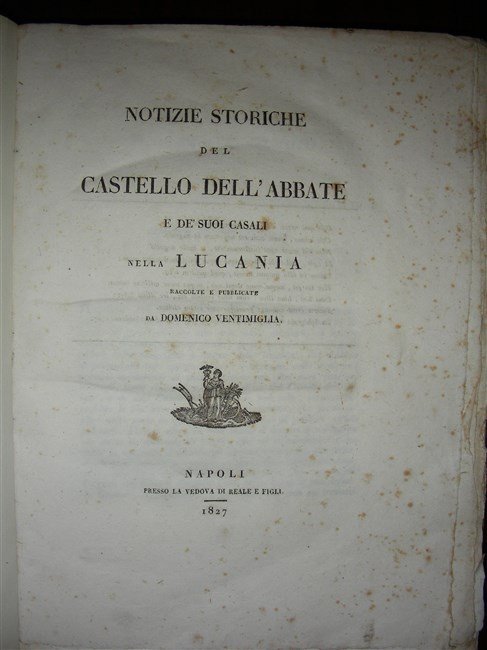 NOTIZIE STORICHE
DEL
CASTELLO DELL'ABBATE
E DE' SUOI CASALI
NELLA LUCANIA
RACCOLTE E PUBBLICATE
DA DOMENICO VENTIMIGLIA.
NAPOLI
PRESSO LA VEDOVA DI REALE E FIGLI.
1827